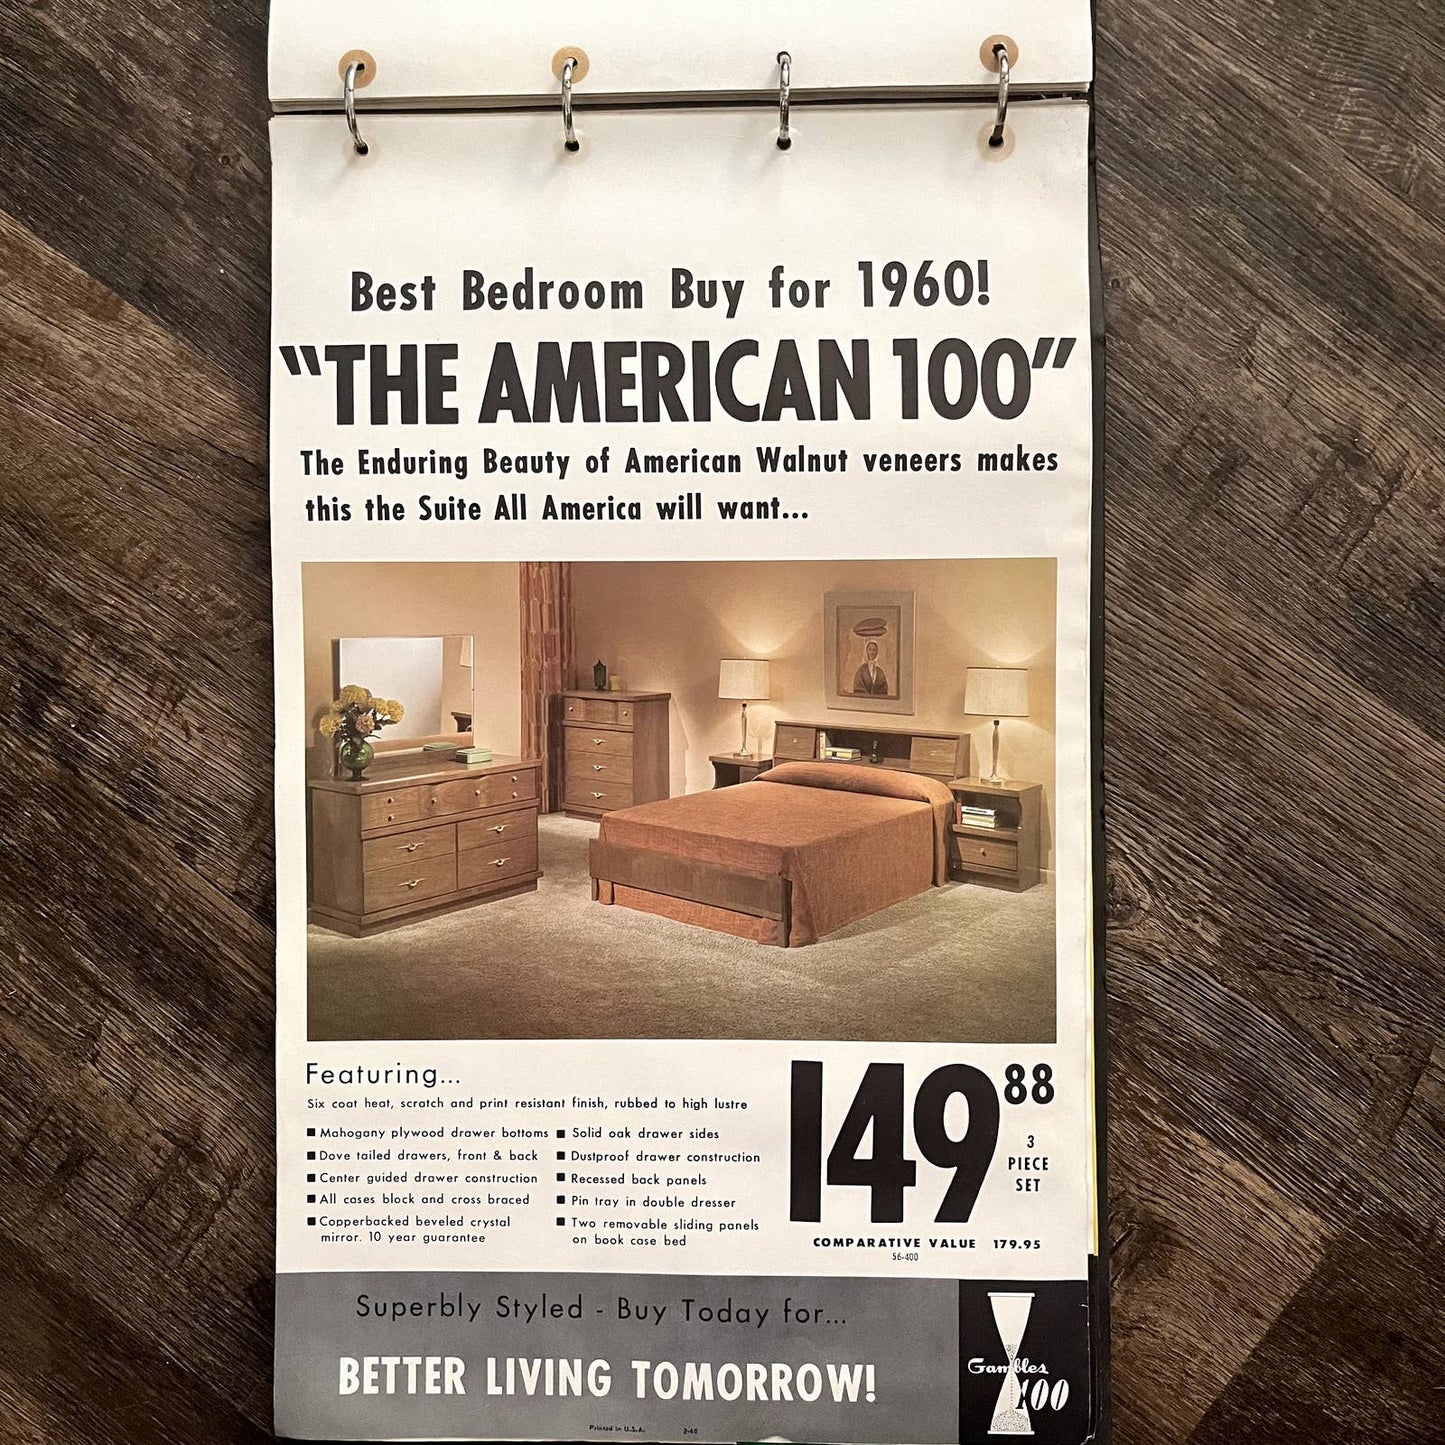 Best Bedroom Buy for 1960!
"THE AMERICAN 100"
The Enduring Beauty of American Walnut veneers makes
this the Suite All America will want...
Featuring...
Six coat heat, scratch and print resistant finish, rubbed to high lustre
■ Mahogany plywood drawer bottoms
■ Dove tailed drawers, front & back
■ Center guided drawer construction
■ All cases block and cross braced
■ Copperbacked beveled crystal
mirror. 10 year guarantee
■ Solid oak drawer sides
■ Dustproof drawer construction
■ Recessed back panels
■ Pin tray in double dresser
■ Two removable sliding panels
on book case bed
149 88
3
PIECE
SET
COMPARATIVE VALUE 179.95
56-400
Superbly Styled - Buy Today for...
BETTER LIVING TOMORROW!
Gambles
100
Printed in U.S.A. 2-60